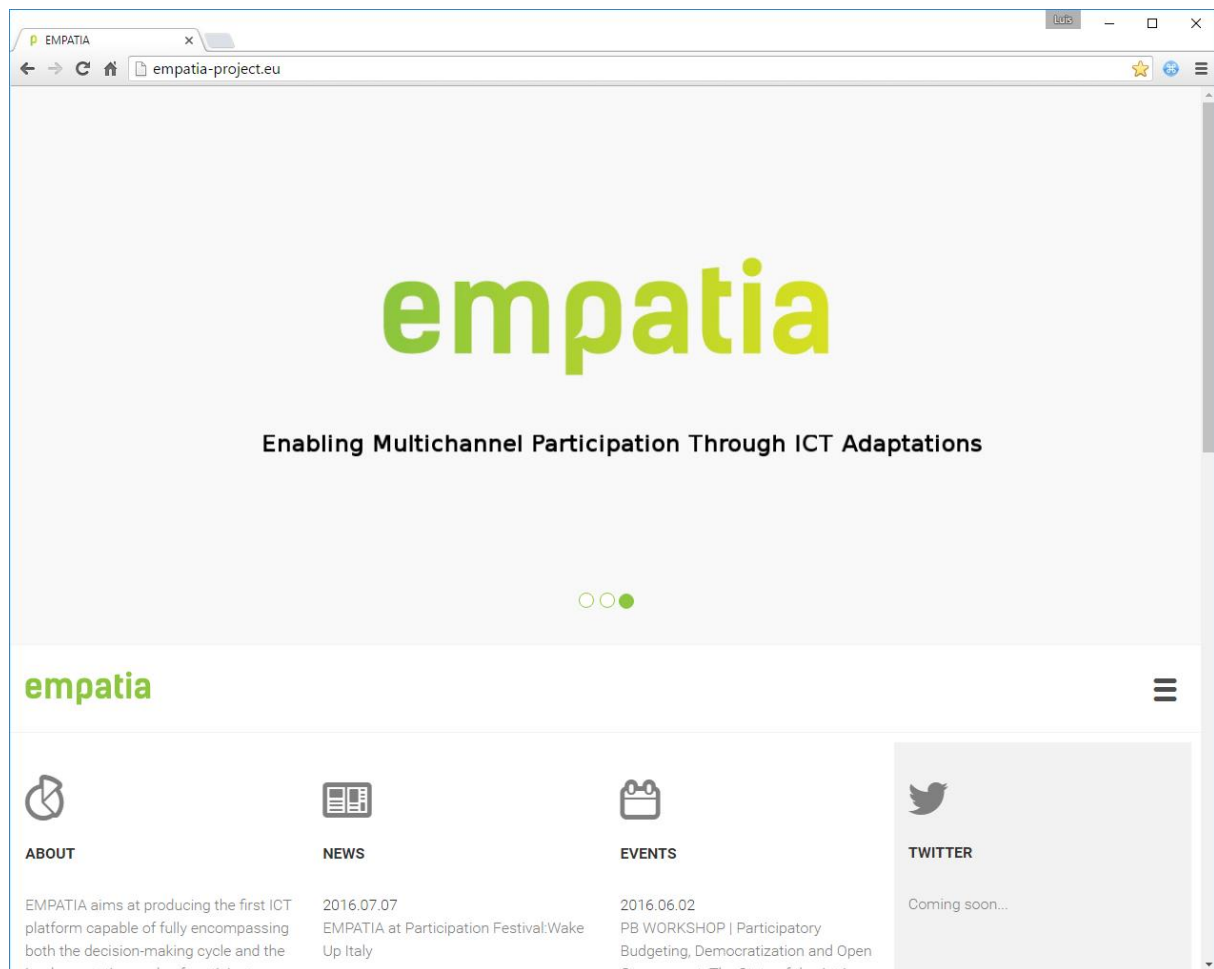 Luis
EMPATIA
empatia-project.eu
empatia
Enabling Multichannel Participation Through ICT Adaptations
empatia
ABOUT
EMPATIA aims at producing the first ICT
platform capable of fully encompassing
both the decision-making cycle and the
NEWS
2016.07.07
EMPATIA at Participation Festival:Wake
Up Italy
EVENTS
2016.06.02
PB WORKSHOP | Participatory
Budgeting, Democratization and Open
TWITTER
Coming soon...